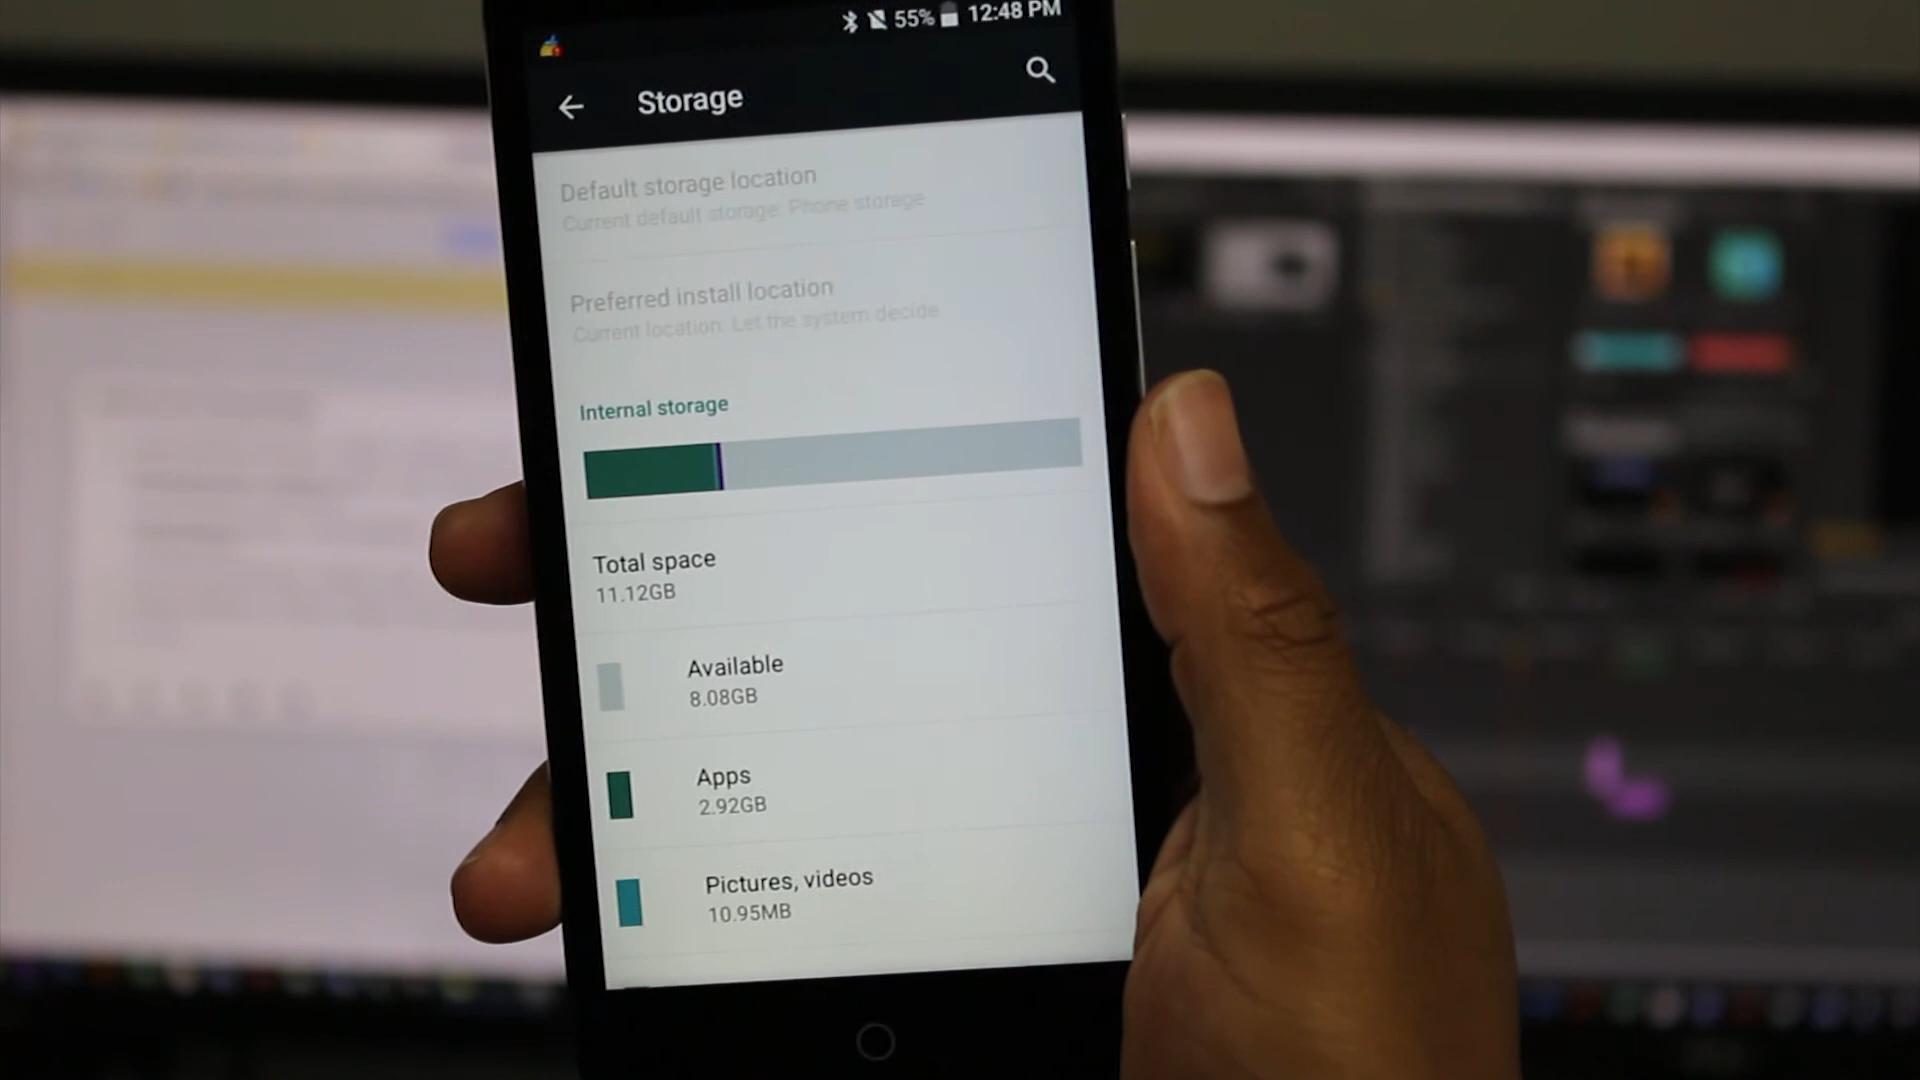 55% 12:48 PM
Storage
Default storage location
Current default storage: Phone storage
Preferred install location
Current location: Let the system decide
Internal storage
Total space
11.12GB
Available
8.08GB
Apps
2.92GB
Pictures, videos
10.95MB